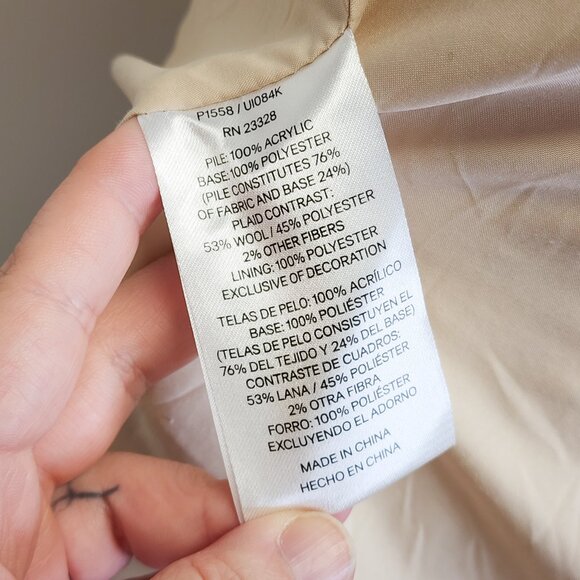 P1558 / UI084K
RN 23328
PILE: 100% ACRYLIC
BASE: 100% POLYESTER
(PILE CONSTITUTES 76%
OF FABRIC AND BASE 24%)
PLAID CONTRAST:
53% WOOL / 45% POLYESTER
2% OTHER FIBERS
LINING: 100% POLYESTER
EXCLUSIVE OF DECORATION
TELAS DE PELO: 100% ACRÍLICO
BASE: 100% POLIÉSTER
(TELAS DE PELO CONSISTUYEN EL
76% DEL TEJIDO Y 24% DEL BASE)
CONTRASTE DE CUADROS:
53% LANA / 45% POLIÉSTER
2% OTRA FIBRA
FORRO: 100% POLIÉSTER
EXCLUYENDO EL ADORNO
MADE IN CHINA
HECHO EN CHINA